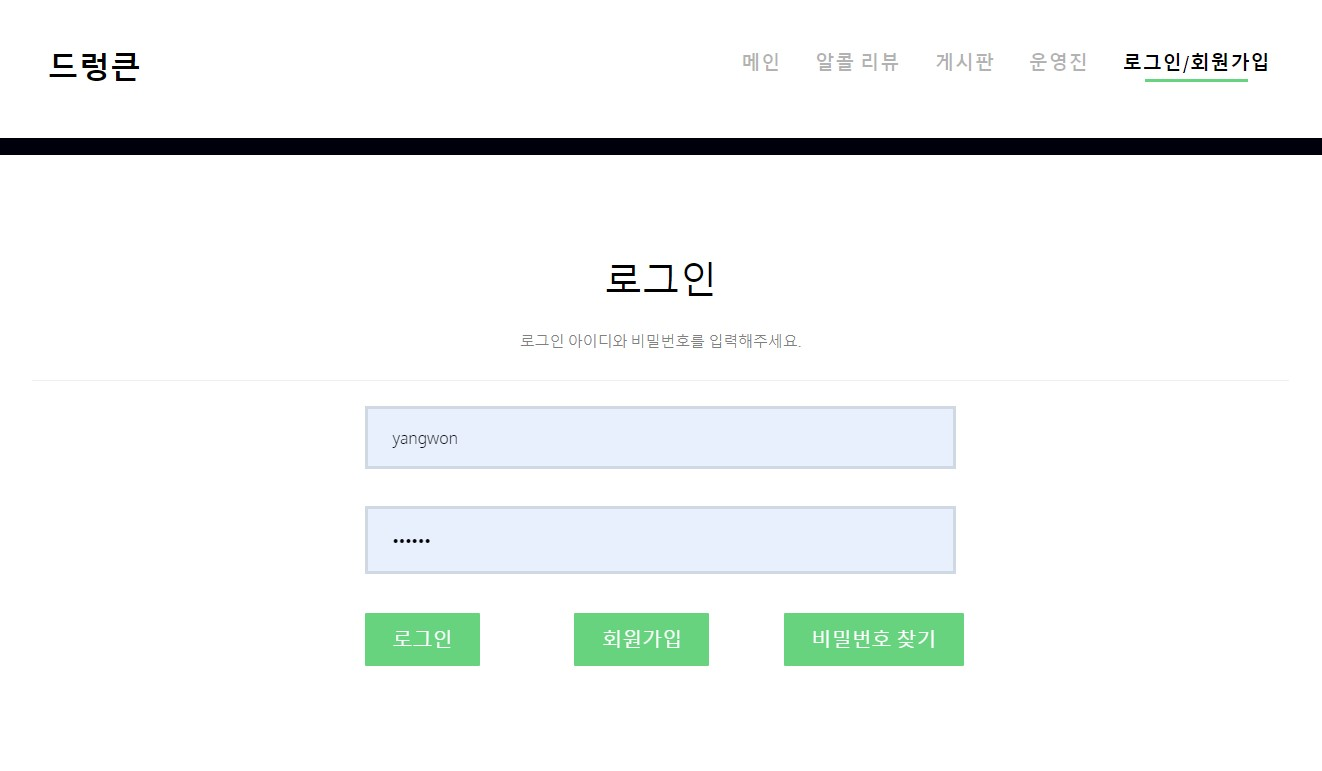 드렁큰
메인 알콜 리뷰 게시판 운영진 로그인/회원가입
로그인
로그인 아이디와 비밀번호를 입력해주세요.
yangwon
••••••
로그인 회원가입 비밀번호 찾기